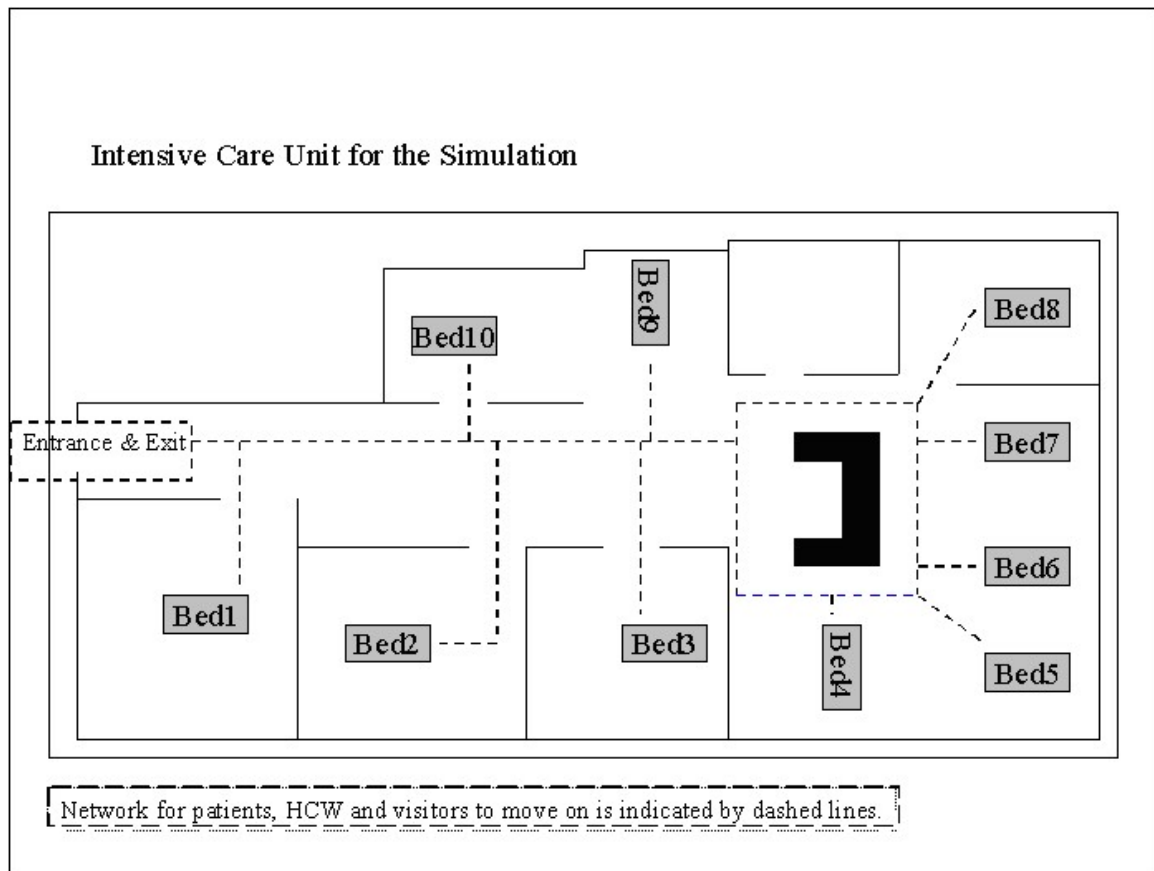 Intensive Care Unit for the Simulation
Bed9
Bed8
Bed10
Entrance & Exit
Bed7
Bed6
Bed1
Bed2
Bed3
Bed4
Bed5
Network for patients, HCW and visitors to move on is indicated by dashed lines.